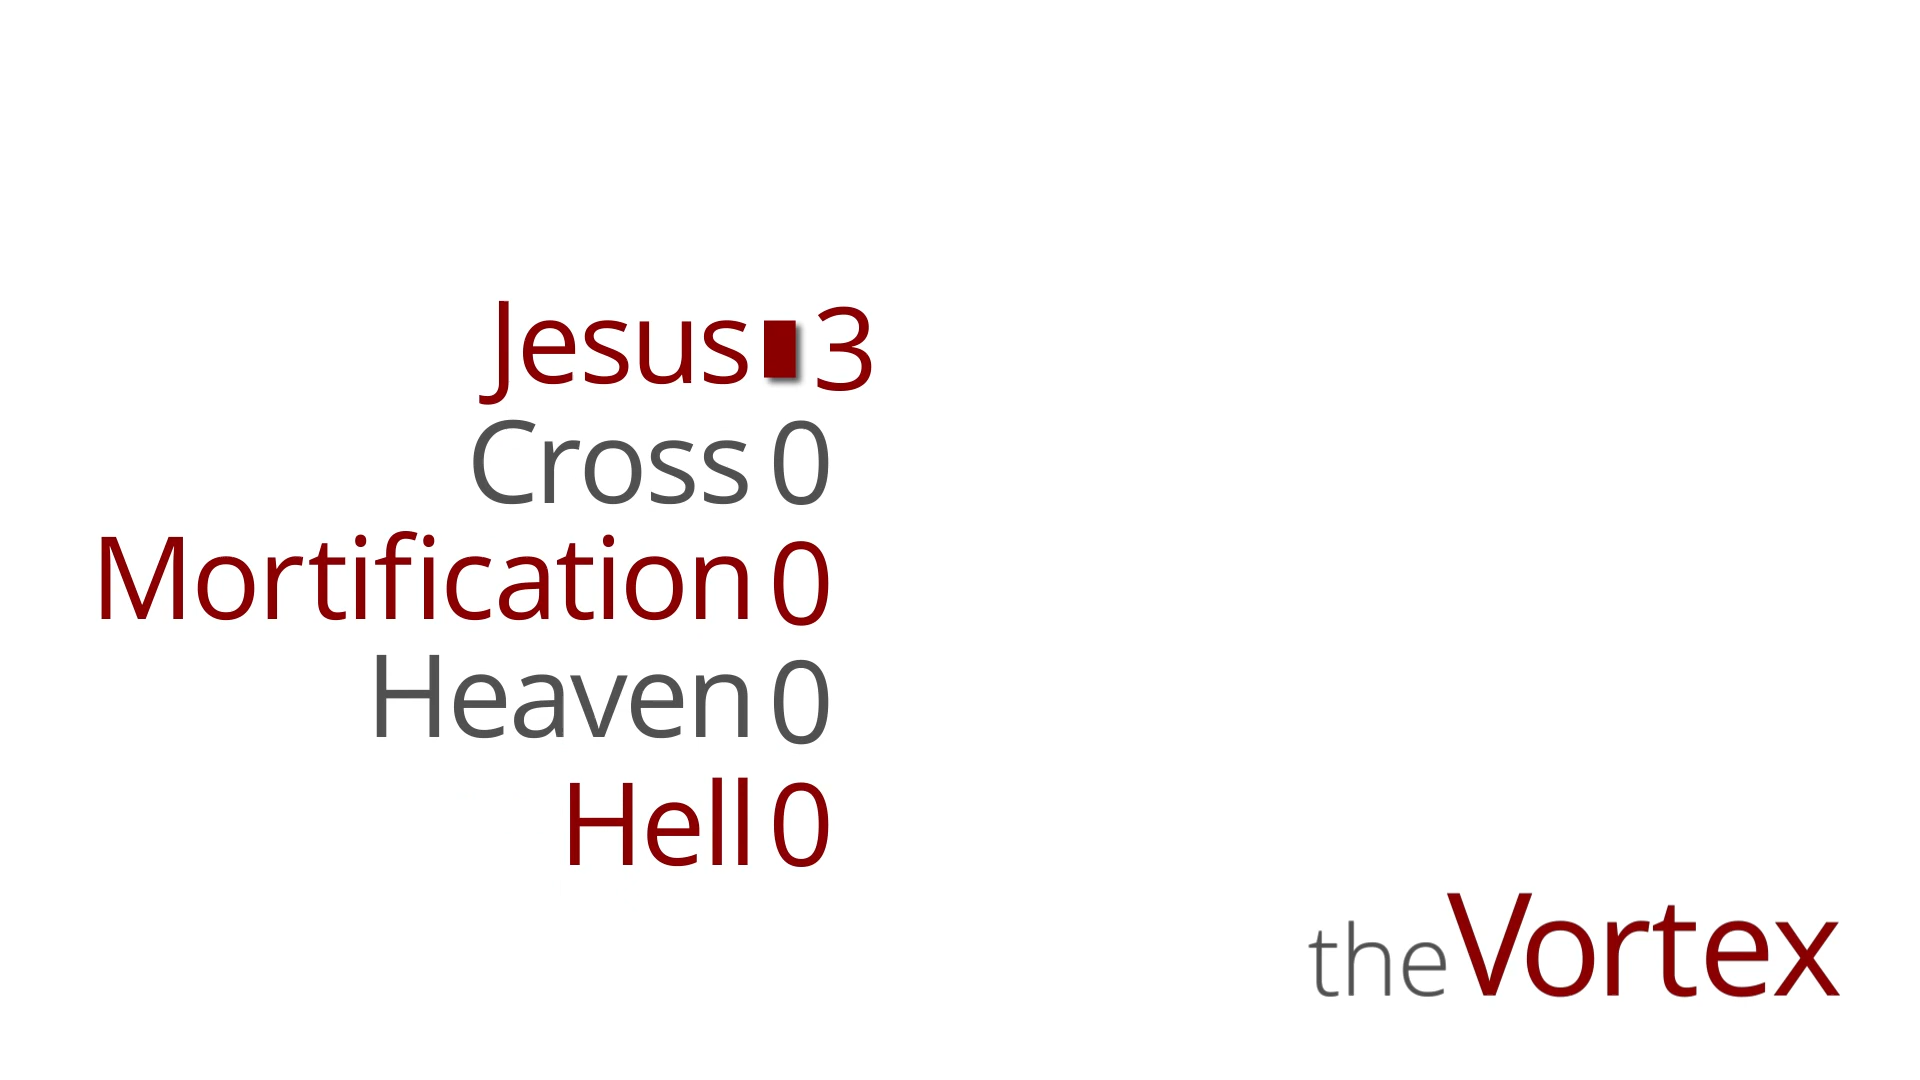 Jesus 3
Cross 0
Mortification 0
Heaven 0
Hell 0
theVortex